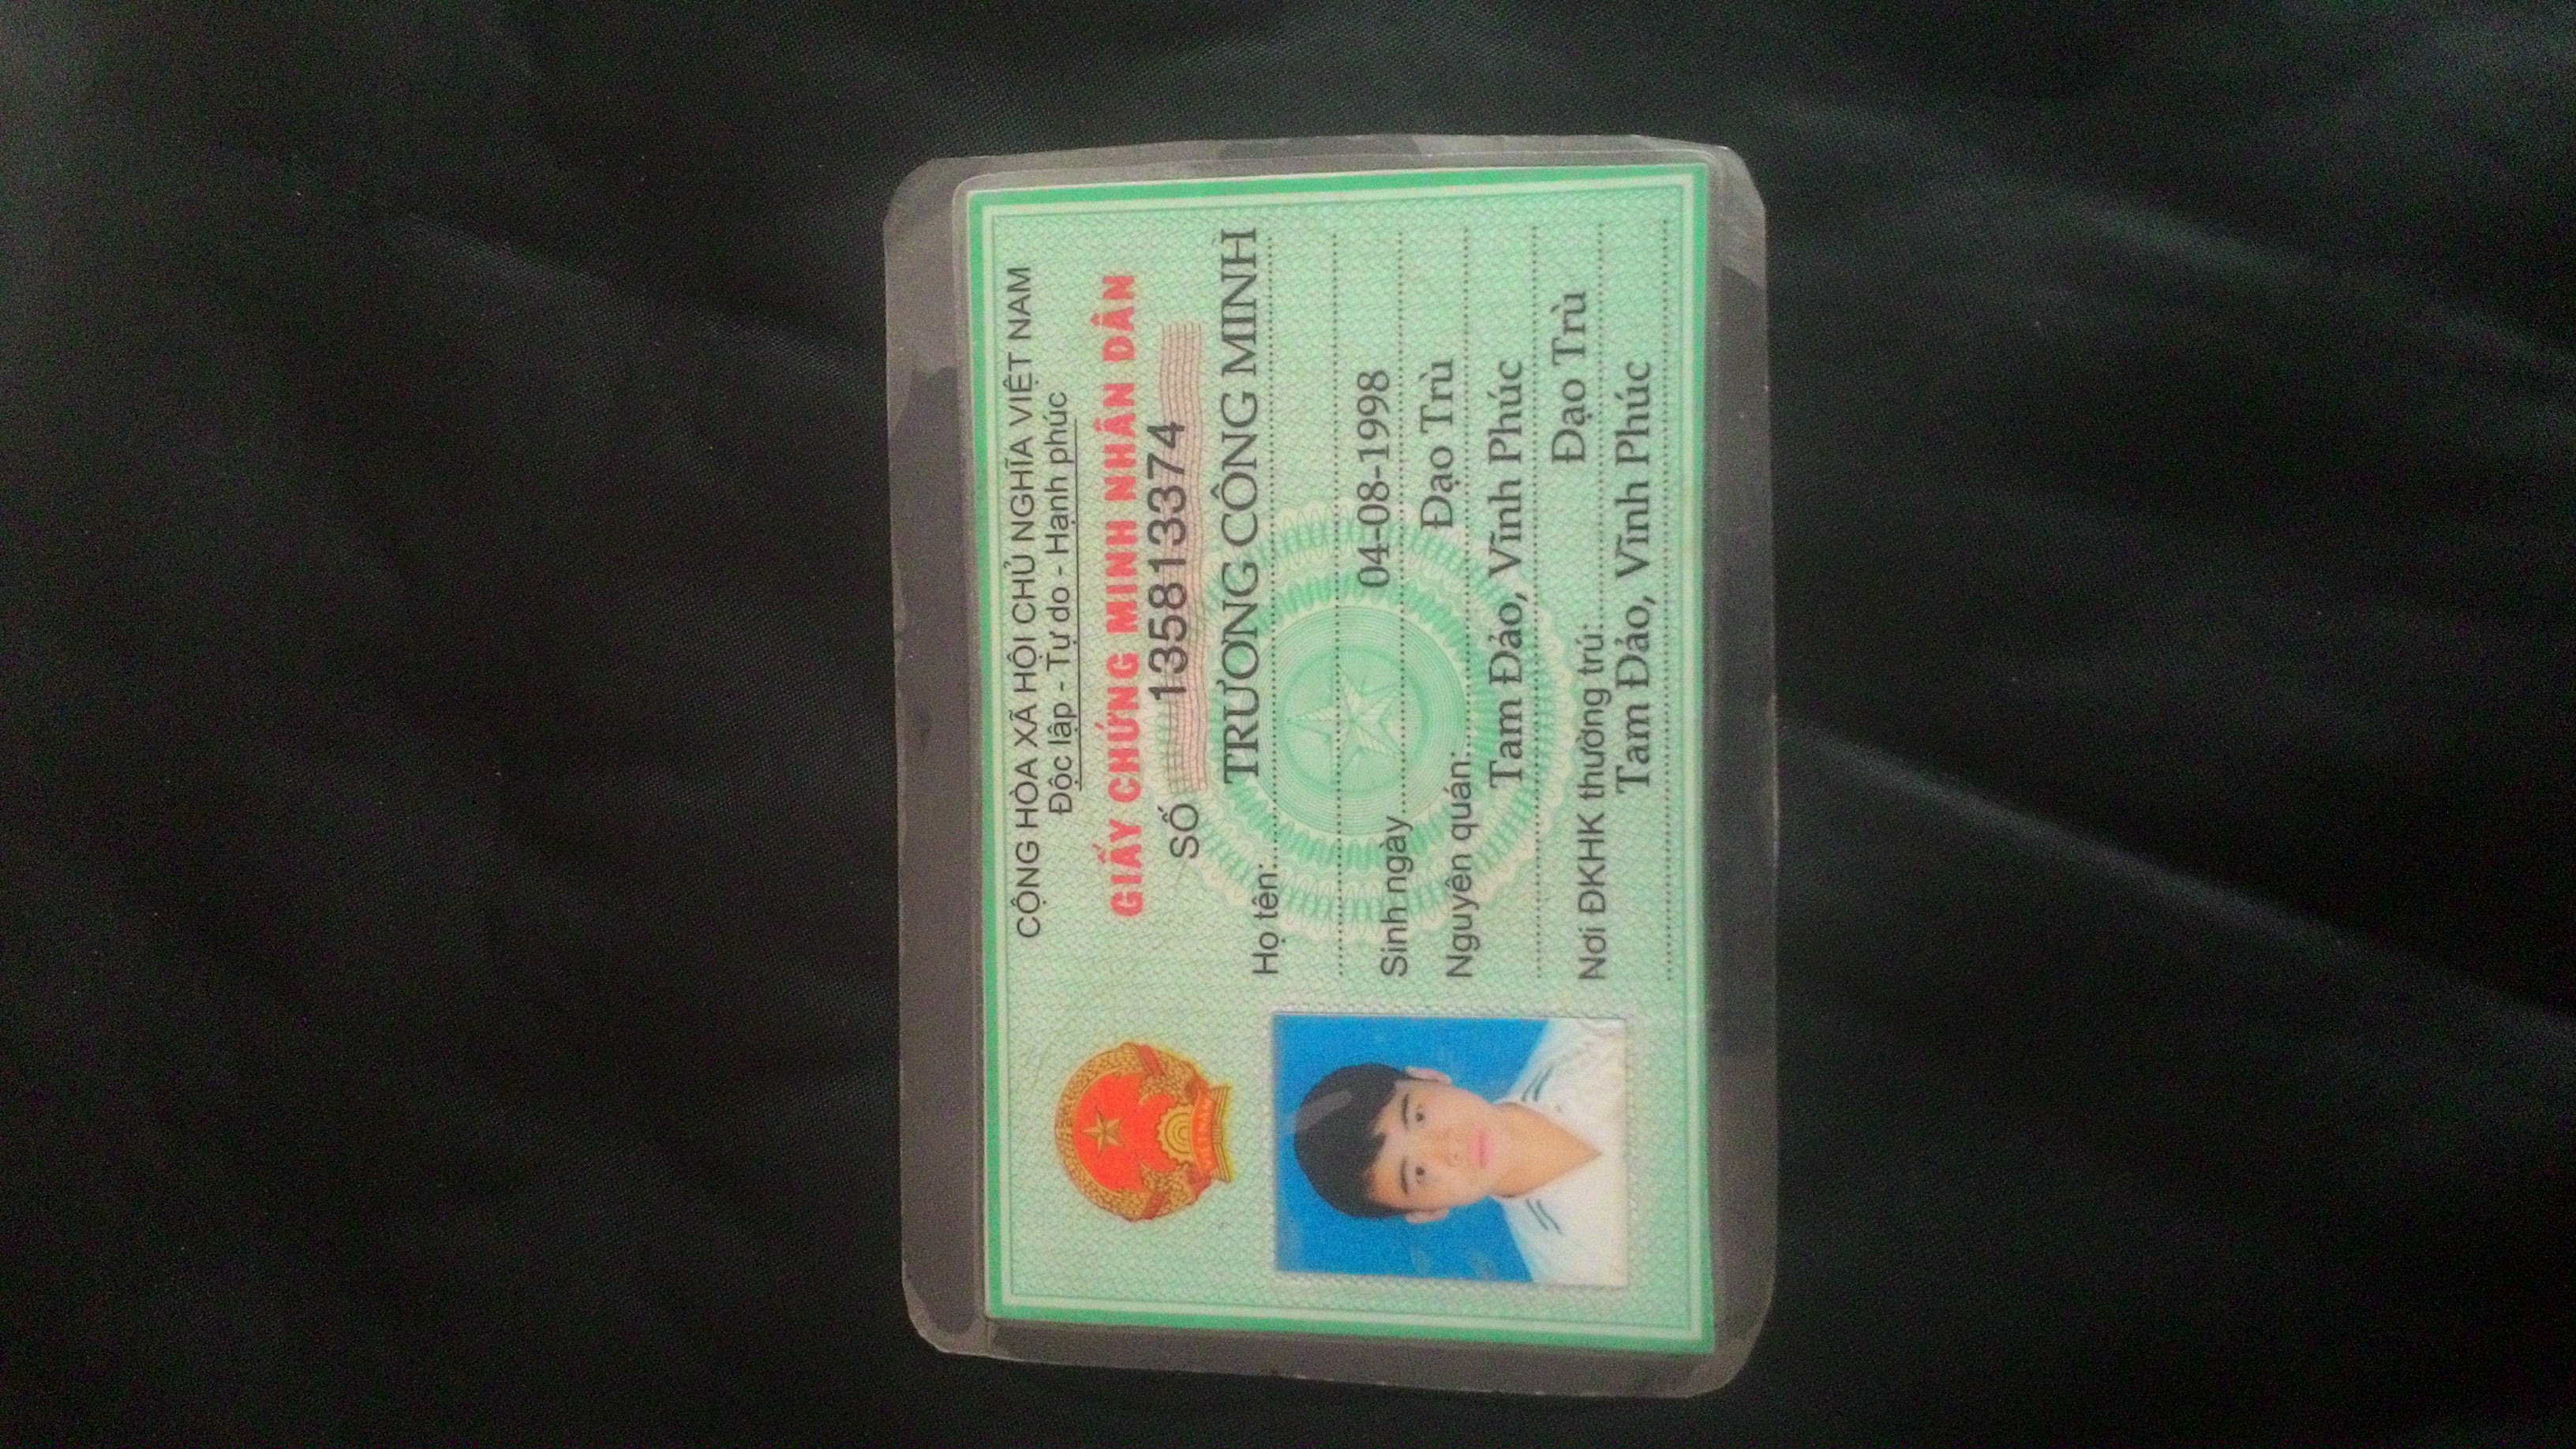 CỘNG HÒA XÃ HỘI CHỦ NGHĨA VIỆT NAM
Độc lập - Tự do - Hạnh phúc
GIẤY CHỨNG MINH NHÂN DÂN
SỐ 135813374
Họ tên: TRƯƠNG CÔNG MINH
Sinh ngày 04-08-1998
Nguyên quán: Đạo Trù
Tam Đảo, Vĩnh Phúc
Nơi ĐKHK thường trú: Đạo Trù
Tam Đảo, Vĩnh Phúc
VIỆT NAM